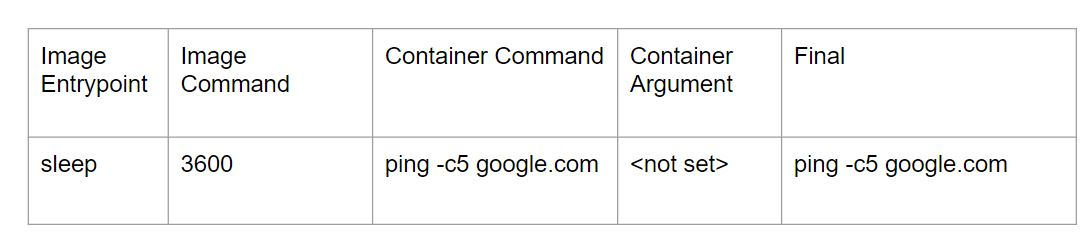 Image Entrypoint
Image Command
Container Command
Container Argument
Final
sleep
3600
ping -c5 google.com
<not set>
ping -c5 google.com